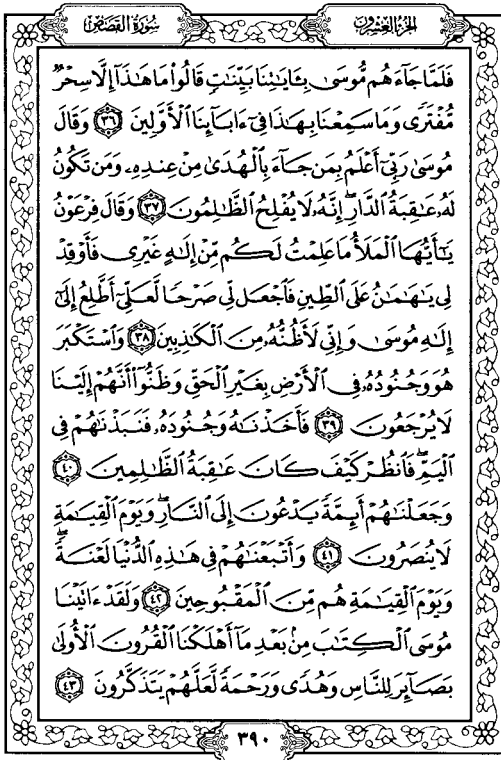 الجزء العشرون
سورة القصص
فَلَمَّا جَآءَهُم مُّوسَىٰ بِـَٔايَـٰتِنَا بَيِّنَـٰتٍ قَالُوا۟ مَا هَـٰذَآ إِلَّا سِحْرٌ
مُّفْتَرًى وَمَا سَمِعْنَا بِهَـٰذَا فِىٓ ءَابَآئِنَا ٱلْأَوَّلِينَ ٣٦ وَقَالَ
مُوسَىٰ رَبِّىٓ أَعْلَمُ بِمَن جَآءَ بِٱلْهُدَىٰ مِنْ عِندِهِۦ وَمَن تَكُونُ
لَهُۥ عَـٰقِبَةُ ٱلدَّارِ ۖ إِنَّهُۥ لَا يُفْلِحُ ٱلظَّـٰلِمُونَ ٣٧ وَقَالَ فِرْعَوْنُ
يَـٰٓأَيُّهَا ٱلْمَلَأُ مَا عَلِمْتُ لَكُم مِّنْ إِلَـٰهٍ غَيْرِى فَأَوْقِدْ
لِى يَـٰهَـٰمَـٰنُ عَلَى ٱلطِّينِ فَٱجْعَل لِّى صَرْحًا لَّعَلِّىٓ أَطَّلِعُ إِلَىٰٓ
إِلَـٰهِ مُوسَىٰ وَإِنِّى لَأَظُنُّهُۥ مِنَ ٱلْكَـٰذِبِينَ ٣٨ وَٱسْتَكْبَرَ
هُوَ وَجُنُودُهُۥ فِى ٱلْأَرْضِ بِغَيْرِ ٱلْحَقِّ وَظَنُّوٓا۟ أَنَّهُمْ إِلَيْنَا
لَا يُرْجَعُونَ ٣٩ فَأَخَذْنَـٰهُ وَجُنُودَهُۥ فَنَبَذْنَـٰهُمْ فِى
ٱلْيَمِّ ۖ فَٱنظُرْ كَيْفَ كَانَ عَـٰقِبَةُ ٱلظَّـٰلِمِينَ ٤٠
وَجَعَلْنَـٰهُمْ أَئِمَّةً يَدْعُونَ إِلَى ٱلنَّارِ ۖ وَيَوْمَ ٱلْقِيَـٰمَةِ
لَا يُنصَرُونَ ٤١ وَأَتْبَعْنَـٰهُمْ فِى هَـٰذِهِ ٱلدُّنْيَا لَعْنَةً ۖ
وَيَوْمَ ٱلْقِيَـٰمَةِ هُم مِّنَ ٱلْمَقْبُوحِينَ ٤٢ وَلَقَدْ ءَاتَيْنَا
مُوسَى ٱلْكِتَـٰبَ مِنۢ بَعْدِ مَآ أَهْلَكْنَا ٱلْقُرُونَ ٱلْأُولَىٰ
بَصَآئِرَ لِلنَّاسِ وَهُدًى وَرَحْمَةً لَّعَلَّهُمْ يَتَذَكَّرُونَ ٤٣
٣٩٠